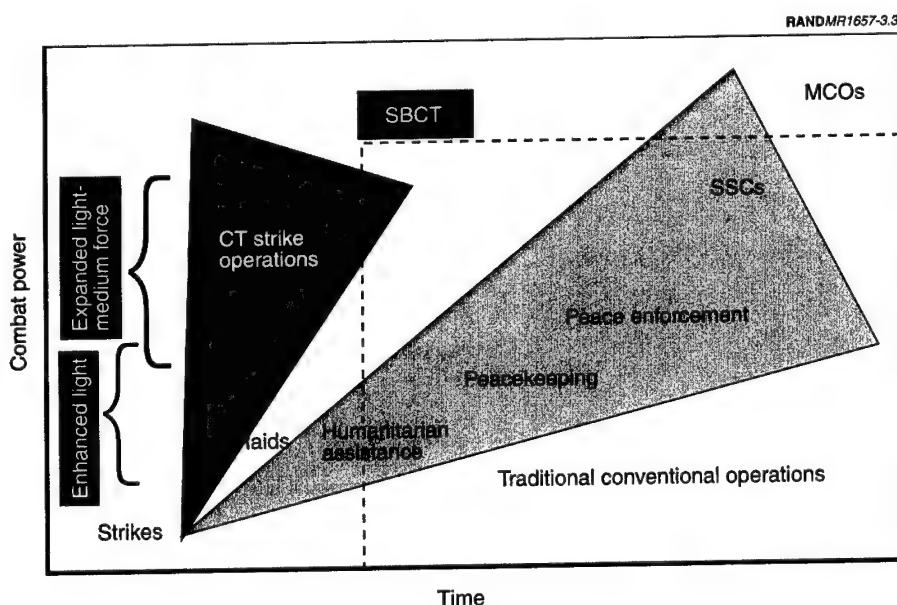 RANDMR1657-3.3
MCOs
SBCT
SSCs
Expanded light-
medium force
CT strike
operations
Combat power
Peace enforcement
Enhanced light
Peacekeeping
Humanitarian
assistance
Traditional conventional operations
Strikes
Time